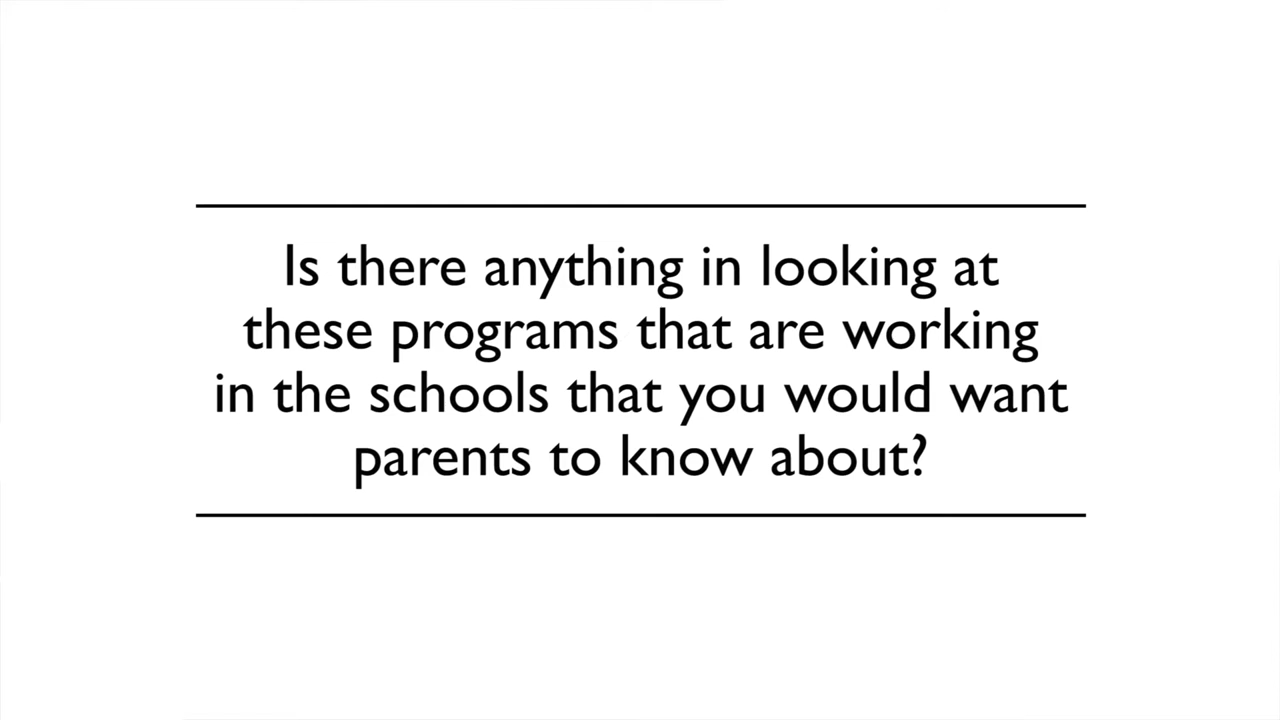 Is there anything in looking at
these programs that are working
in the schools that you would want
parents to know about?